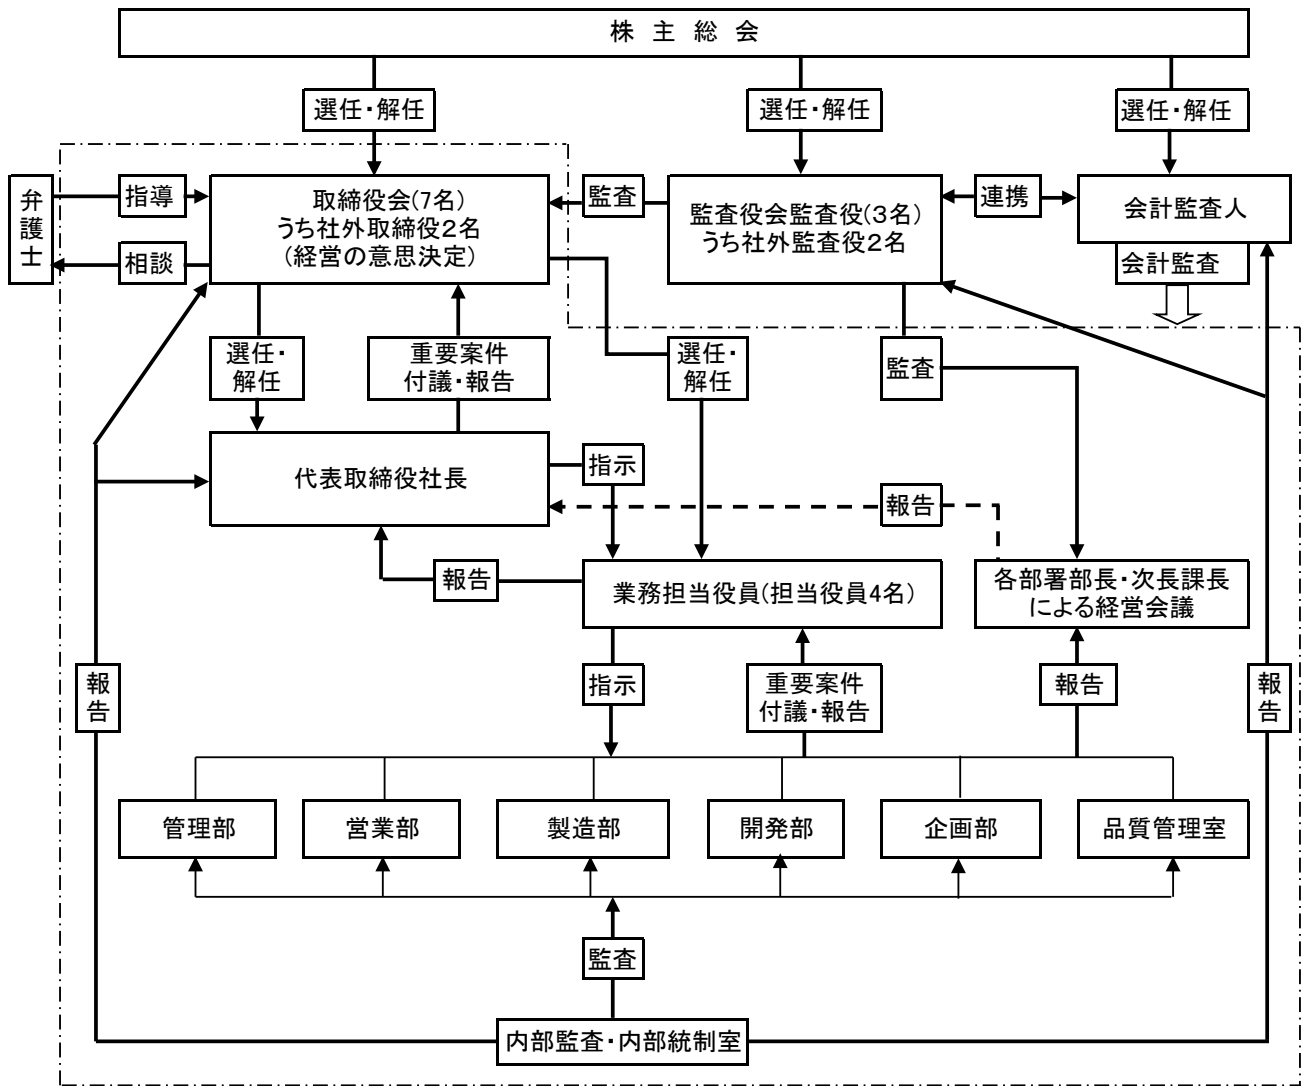 株 主 総 会
選任・解任
選任・解任
選任・解任
弁護士
指導
相談
取締役会(7名)
うち社外取締役2名
(経営の意思決定)
監査
監査役会監査役(3名)
うち社外監査役2名
連携
会計監査人
会計監査
選任・
解任
重要案件
付議・報告
選任・
解任
監査
代表取締役社長
指示
報告
報告
業務担当役員(担当役員4名)
各部署部長・次長課長
による経営会議
報告
指示
重要案件
付議・報告
報告
報告
管理部
営業部
製造部
開発部
企画部
品質管理室
監査
内部監査・内部統制室